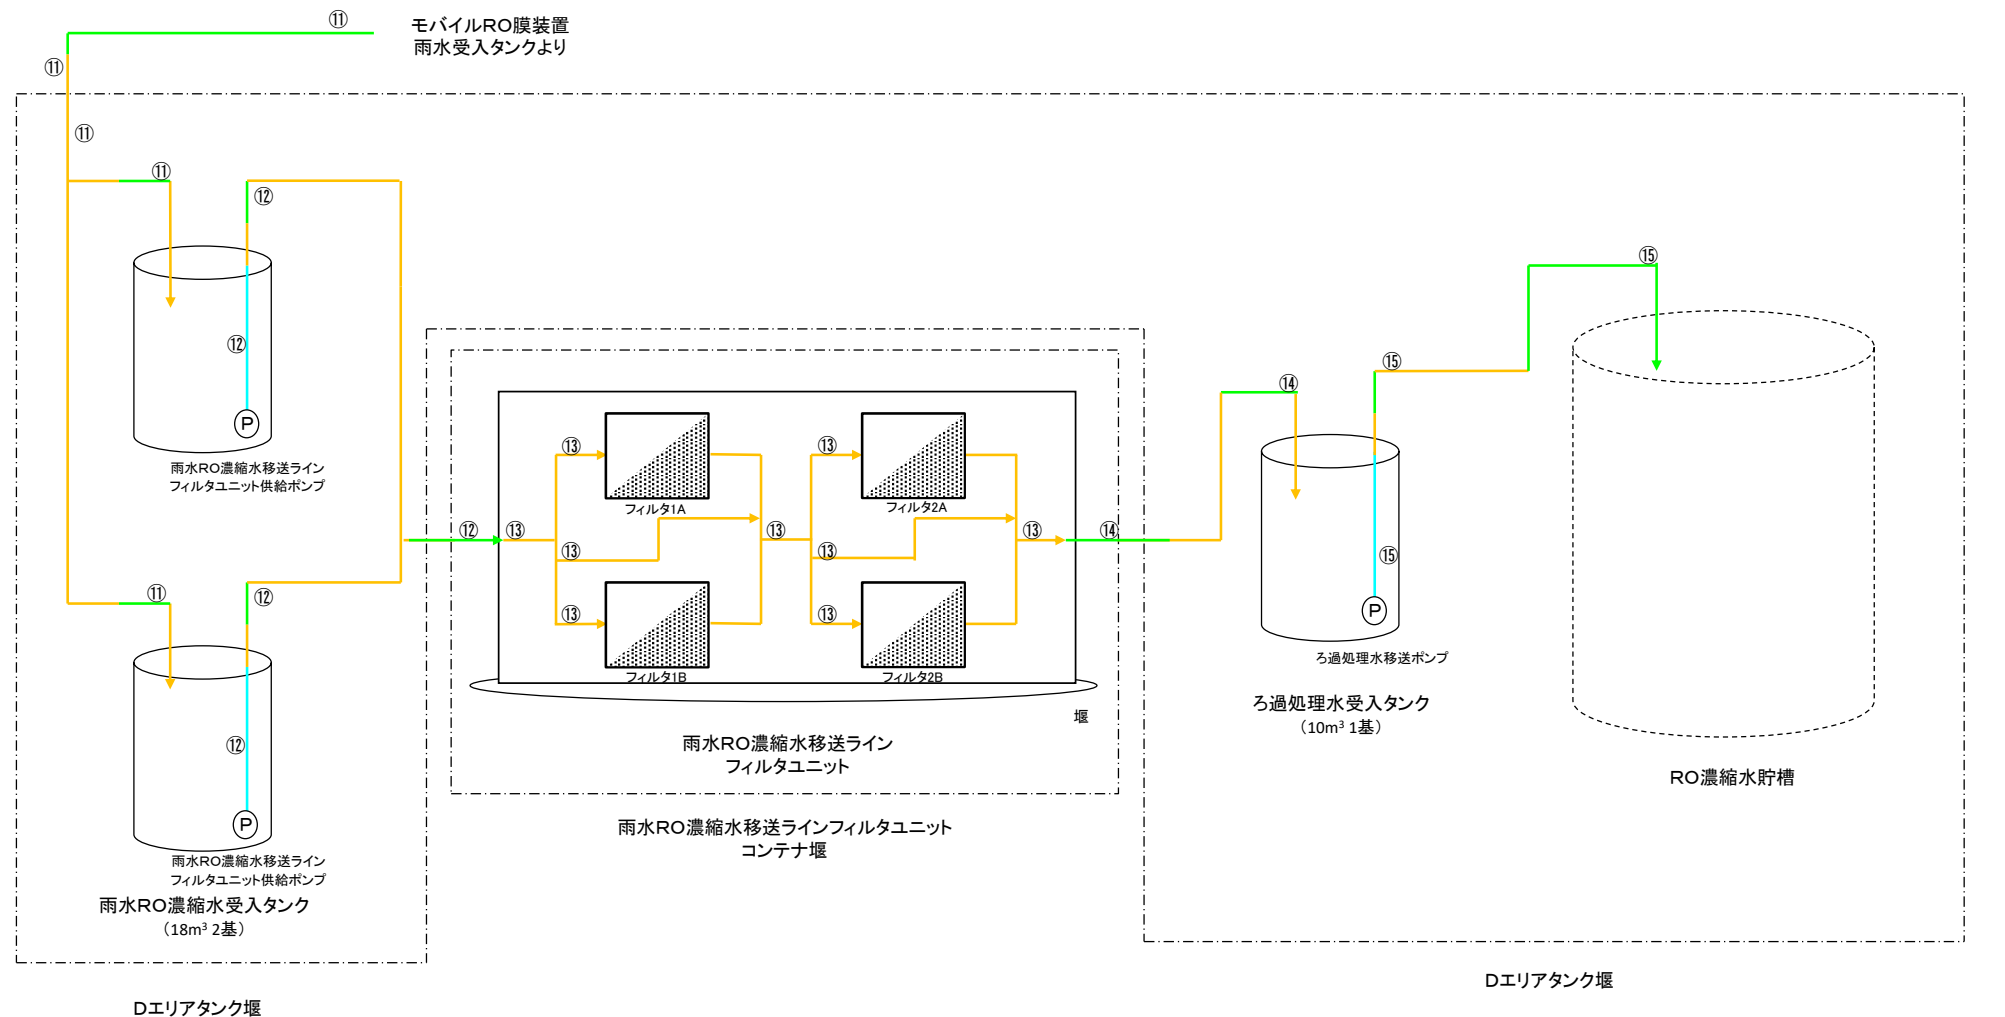 ⑪
モバイルRO膜装置
雨水受入タンクより
⑪
⑪
⑪
⑫
⑫
P
雨水RO濃縮水移送ライン
フィルタユニット供給ポンプ
⑪
⑫
⑫
P
雨水RO濃縮水移送ライン
フィルタユニット供給ポンプ
雨水RO濃縮水受入タンク
（18m³ 2基）
Dエリアタンク堰
⑫
⑬
⑬
フィルタ1A
⑬
⑬
フィルタ1B
⑬
⑬
フィルタ2A
⑬
⑬
フィルタ2B
⑬
⑭
堰
雨水RO濃縮水移送ライン
フィルタユニット
雨水RO濃縮水移送ラインフィルタユニット
コンテナ堰
⑭
⑮
⑮
P
ろ過処理水移送ポンプ
ろ過処理水受入タンク
（10m³ 1基）
⑮
RO濃縮水貯槽
Dエリアタンク堰